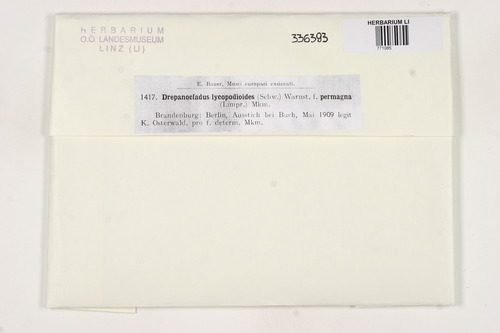 HERBARIUM
O.Ö. LANDESMUSEUM
LINZ (LI)
336383
HERBARIUM LI
771085
E. Bauer, Musci europaei exsiccati.
1417. Drepanocladus lycopodioides (Schw.) Warnst. f. permagna
(Limpr.) Mkm.
Brandenburg: Berlin, Ausstich bei Buch, Mai 1909 legit
K. Osterwald, pro f. determ. Mkm.